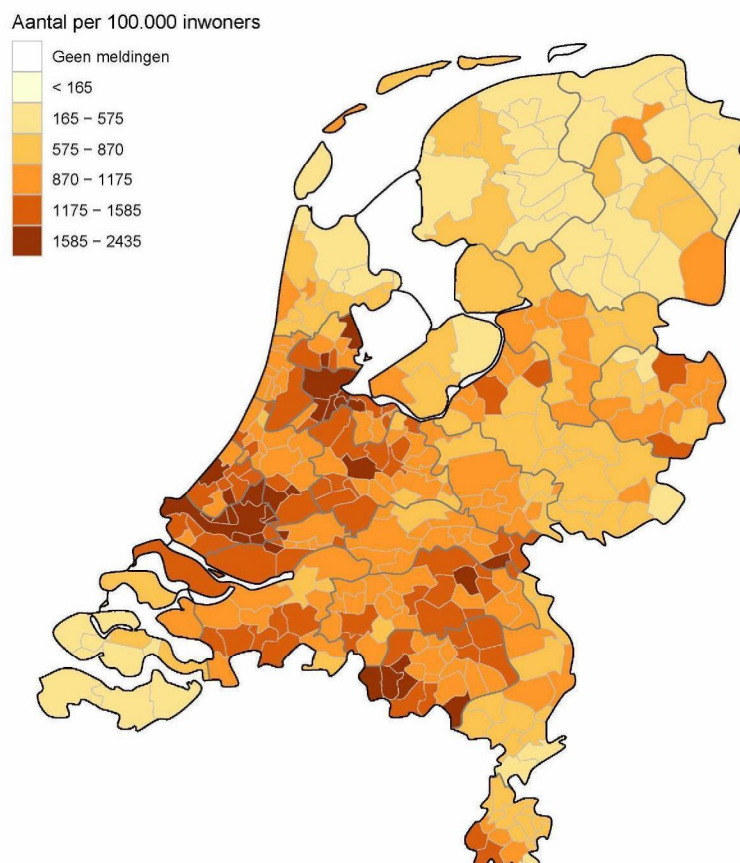 Aantal per 100.000 inwoners
Geen meldingen
< 165
165 – 575
575 – 870
870 – 1175
1175 – 1585
1585 – 2435